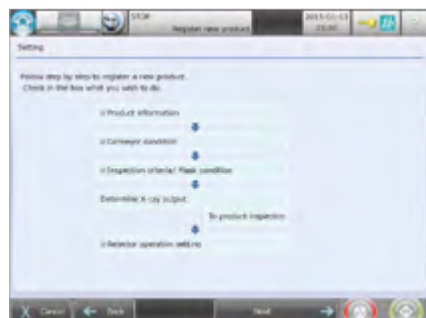 STOP
Register new product
2015-01-13
Setting
Follow step by step to register a new product.
Check in the box what you wish to do.
Product information
Conveyor condition
Inspection criteria/ Mask condition
Determine X-ray output
To product inspection
Rejector operation setting
Cancel
Back
Next